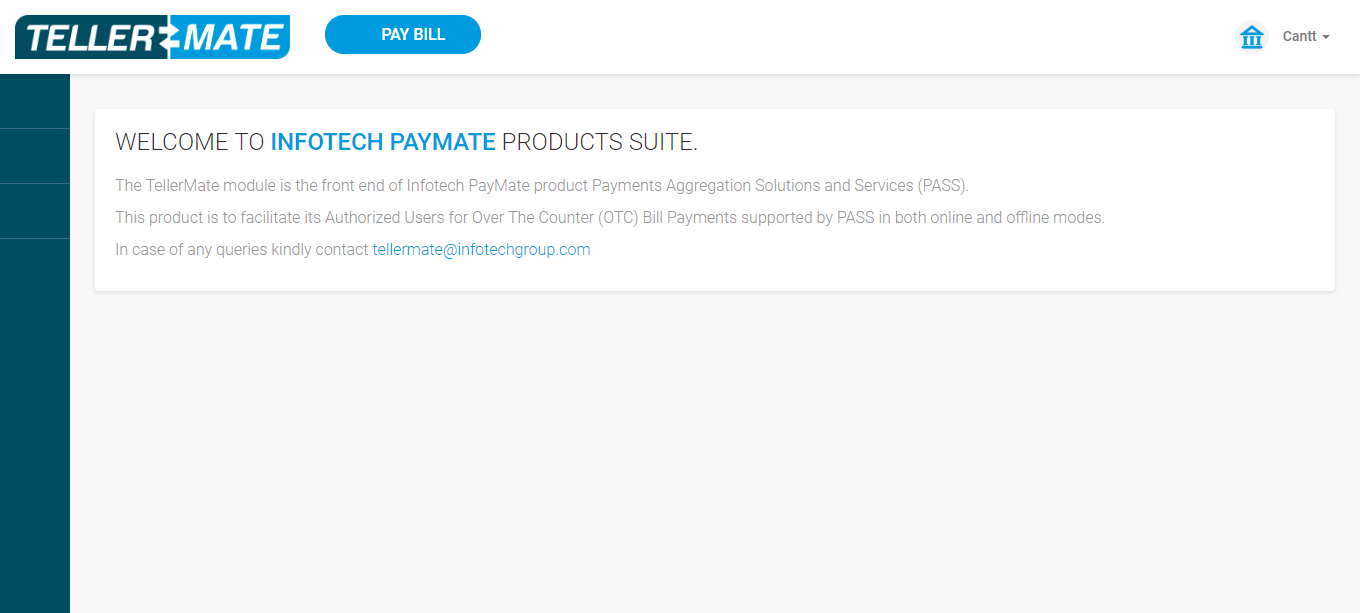 TELLER MATE
PAY BILL
Cantt
WELCOME TO INFOTECH PAYMATE PRODUCTS SUITE.
The TellerMate module is the front end of Infotech PayMate product Payments Aggregation Solutions and Services (PASS).
This product is to facilitate its Authorized Users for Over The Counter (OTC) Bill Payments supported by PASS in both online and offline modes.
In case of any queries kindly contact tellermate@infotechgroup.com